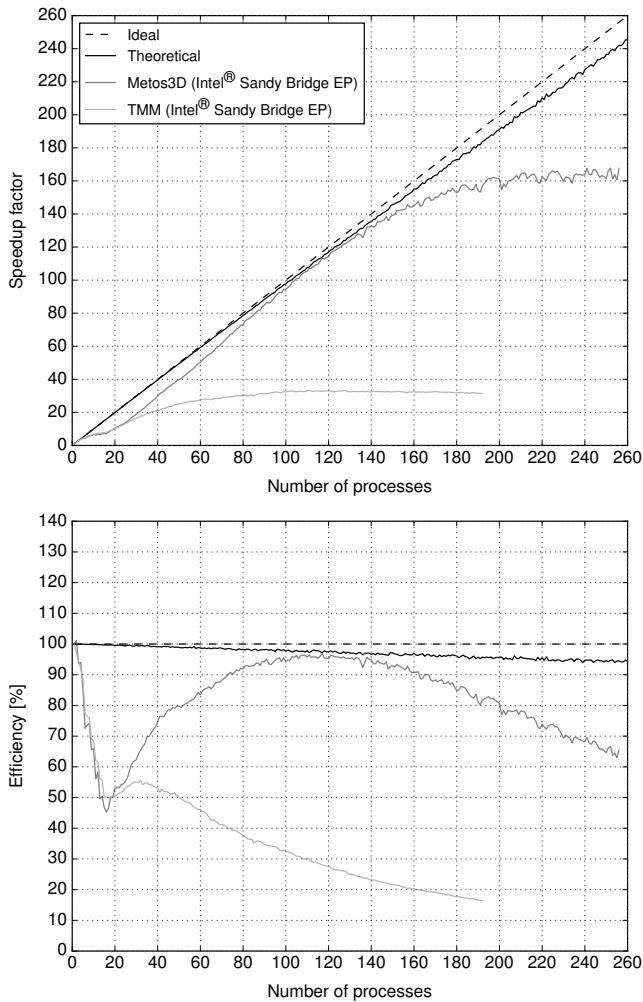 260
240
220
200
180
160
140
120
100
80
60
40
20
0
Speedup factor
Ideal
Theoretical
Metos3D (Intel® Sandy Bridge EP)
TMM (Intel® Sandy Bridge EP)
0 20 40 60 80 100 120 140 160 180 200 220 240 260
Number of processes
140
130
120
110
100
90
80
70
60
50
40
30
20
10
0
Efficiency [%]
0 20 40 60 80 100 120 140 160 180 200 220 240 260
Number of processes